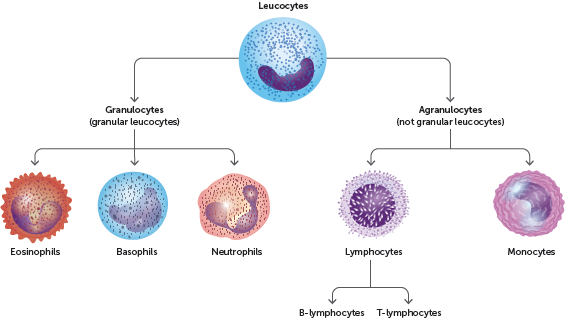 Leucocytes
Granulocytes
(granular leucocytes)
Agranulocytes
(not granular leucocytes)
Eosinophils
Basophils
Neutrophils
Lymphocytes
Monocytes
B-lymphocytes
T-lymphocytes